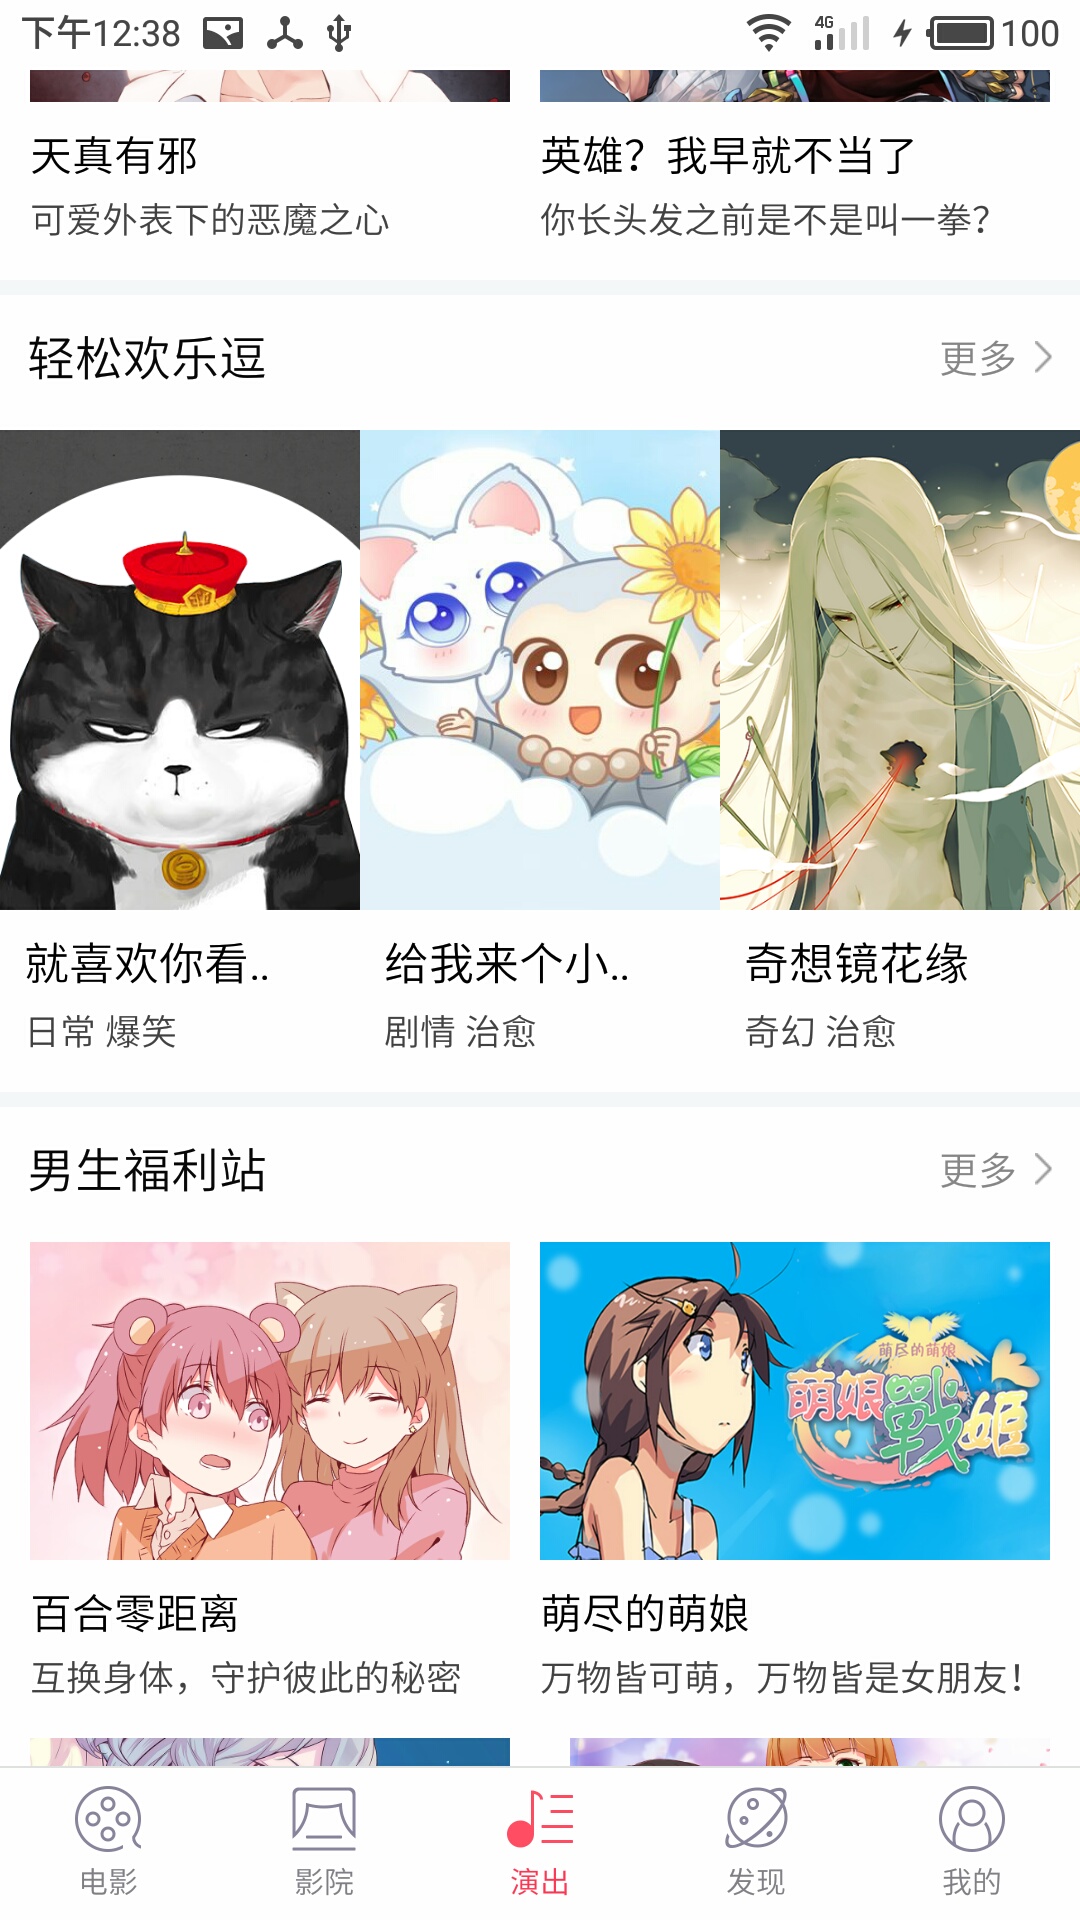 下午12:38
4G
100
天真有邪
英雄？我早就不当了
可爱外表下的恶魔之心
你长头发之前是不是叫一拳？
轻松欢乐逗
更多
就喜欢你看..
给我来个小..
奇想镜花缘
日常 爆笑
剧情 治愈
奇幻 治愈
男生福利站
更多
萌尽的萌娘
萌娘戰姬
百合零距离
萌尽的萌娘
互换身体，守护彼此的秘密
万物皆可萌，万物皆是女朋友！
电影
影院
演出
发现
我的